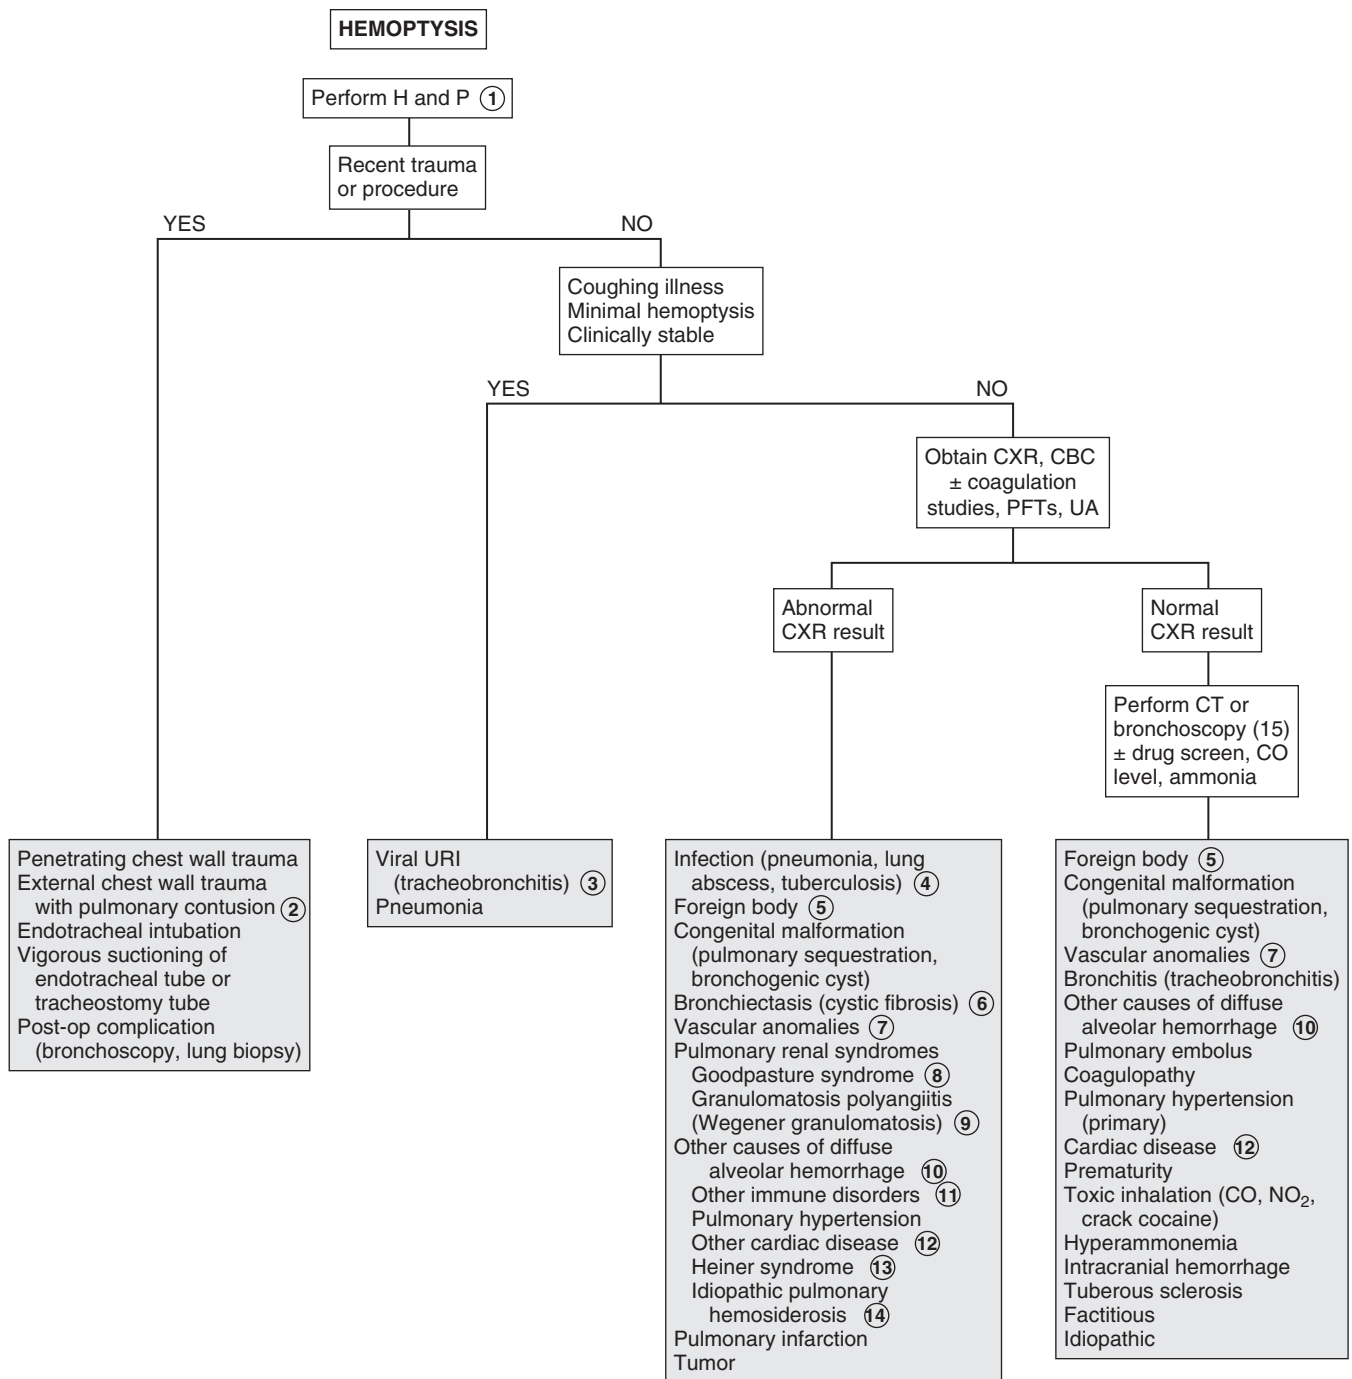 HEMOPTYSIS
Perform H and P 1
Recent trauma
or procedure
YES
NO
Coughing illness
Minimal hemoptysis
Clinically stable
YES
NO
Obtain CXR, CBC
± coagulation
studies, PFTs, UA
Abnormal
CXR result
Normal
CXR result
Perform CT or
bronchoscopy (15)
± drug screen, CO
level, ammonia
Penetrating chest wall trauma
External chest wall trauma
with pulmonary contusion 2
Endotracheal intubation
Vigorous suctioning of
endotracheal tube or
tracheostomy tube
Post-op complication
(bronchoscopy, lung biopsy)
Viral URI
(tracheobronchitis) 3
Pneumonia
Infection (pneumonia, lung
abscess, tuberculosis) 4
Foreign body 5
Congenital malformation
(pulmonary sequestration,
bronchogenic cyst)
Bronchiectasis (cystic fibrosis) 6
Vascular anomalies 7
Pulmonary renal syndromes
Goodpasture syndrome 8
Granulomatosis polyangiitis
(Wegener granulomatosis) 9
Other causes of diffuse
alveolar hemorrhage 10
Other immune disorders 11
Pulmonary hypertension
Other cardiac disease 12
Heiner syndrome 13
Idiopathic pulmonary
hemosiderosis 14
Pulmonary infarction
Tumor
Foreign body 5
Congenital malformation
(pulmonary sequestration,
bronchogenic cyst)
Vascular anomalies 7
Bronchitis (tracheobronchitis)
Other causes of diffuse
alveolar hemorrhage 10
Pulmonary embolus
Coagulopathy
Pulmonary hypertension
(primary)
Cardiac disease 12
Prematurity
Toxic inhalation (CO, NO2,
crack cocaine)
Hyperammonemia
Intracranial hemorrhage
Tuberous sclerosis
Factitious
Idiopathic